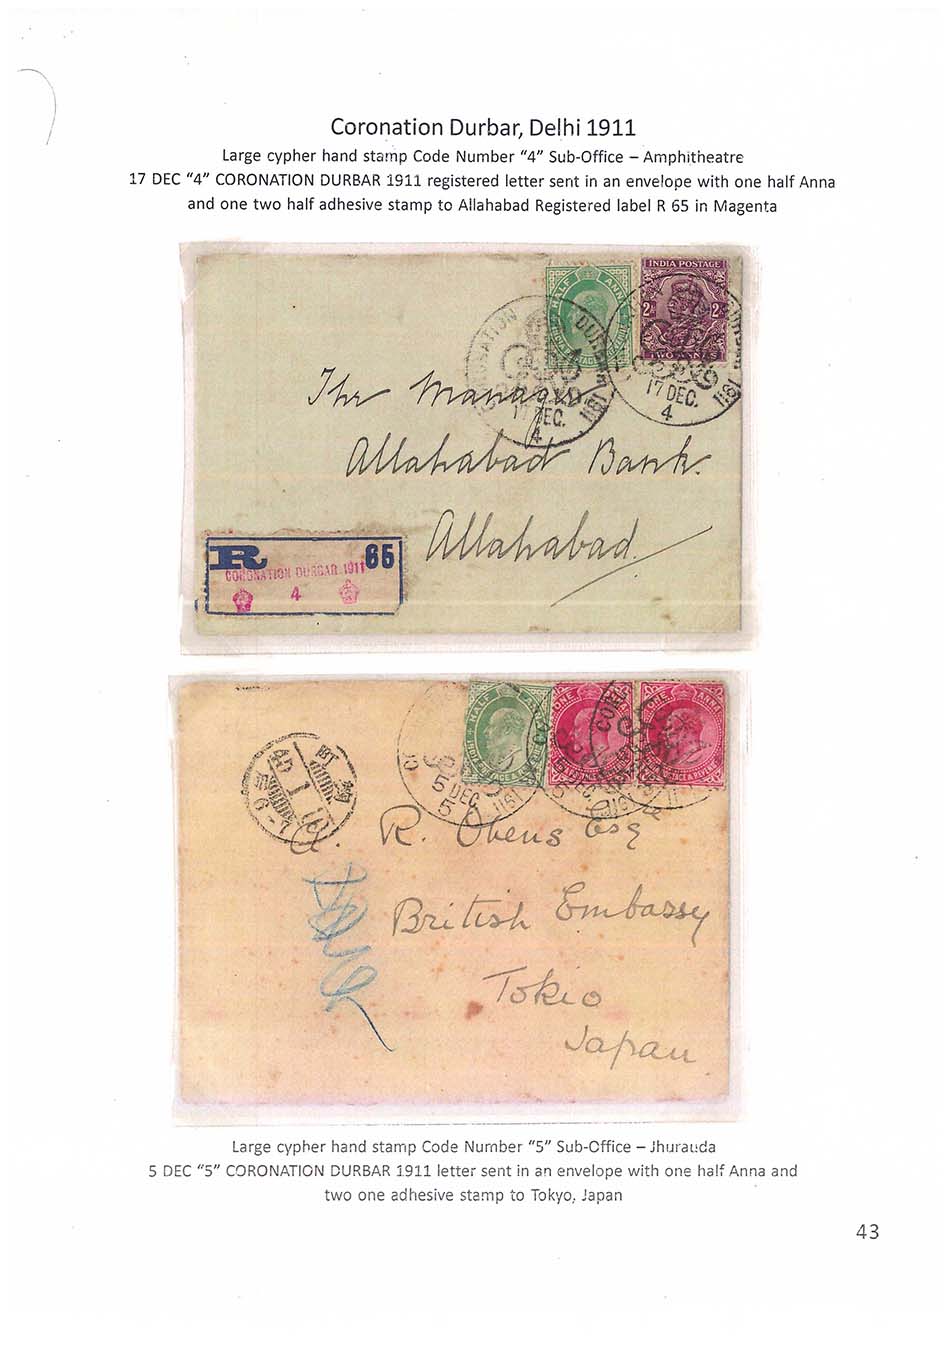 Coronation Durbar, Delhi 1911
Large cypher hand stamp Code Number “4” Sub-Office – Amphitheatre
17 DEC “4” CORONATION DURBAR 1911 registered letter sent in an envelope with one half Anna
and one two half adhesive stamp to Allahabad Registered label R 65 in Magenta
HALF ANNA
INDIA POSTAGE
2As 2As
TWO ANNAS
CORONATION DURBAR 1911
17 DEC.
4
17 DEC.
4
The Manager
Allahabad Bank.
Allahabad
R 65
CORONATION DURBAR 1911
4
HALF ANNA
ONE
ONE ANNA
5 DEC
5
1911
A. R. Obens Esq
British Embassy
Tokio
Japan
Large cypher hand stamp Code Number “5” Sub-Office – Jhurauda
5 DEC “5” CORONATION DURBAR 1911 letter sent in an envelope with one half Anna and
two one adhesive stamp to Tokyo, Japan
43